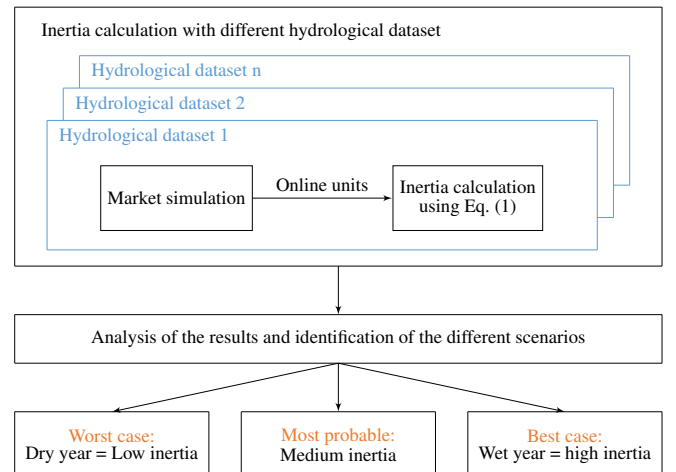 Inertia calculation with different hydrological dataset
Hydrological dataset n
Hydrological dataset 2
Hydrological dataset 1
Market simulation
Online units
Inertia calculation
using Eq. (1)
Analysis of the results and identification of the different scenarios
Worst case:
Dry year = Low inertia
Most probable:
Medium inertia
Best case:
Wet year = high inertia